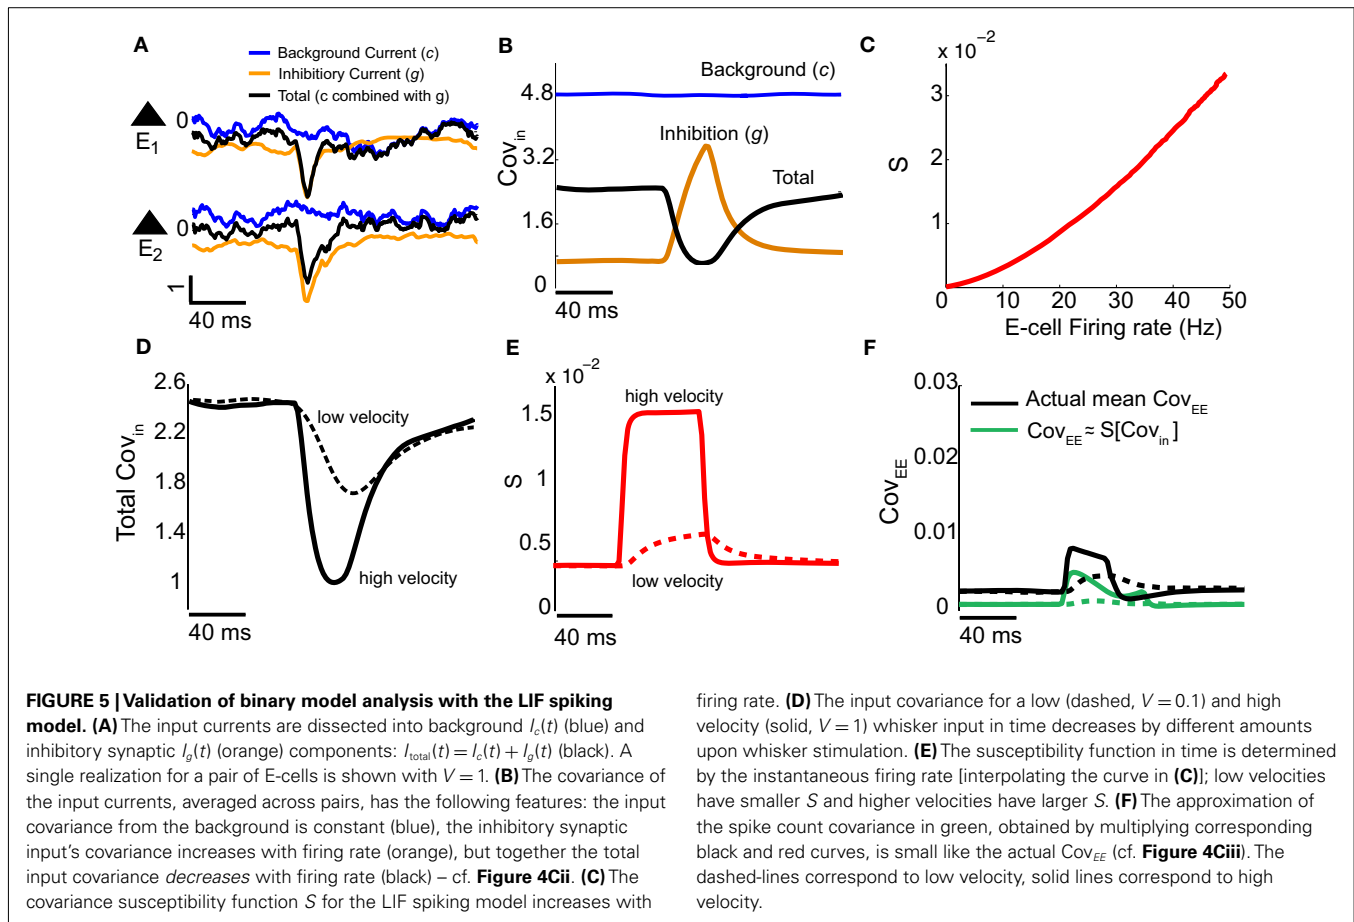 A
Background Current (c)
Inhibitiory Current (g)
Total (c combined with g)
0
E1
0
E2
1
40 ms
B
Background (c)
Inhibition (g)
Total
Covin
4.8
3.2
1.6
0
40 ms
C
x 10-2
3
2
1
0
S
10 20 30 40 50
E-cell Firing rate (Hz)
D
2.6
2.2
1.8
1.4
1
Total Covin
low velocity
high velocity
40 ms
E
x 10-2
1.5
1
0.5
0
S
high velocity
low velocity
40 ms
F
0.03
0.02
0.01
0
CovEE
Actual mean CovEE
CovEE ≈ S[Covin]
40 ms
FIGURE 5 | Validation of binary model analysis with the LIF spiking
model. (A) The input currents are dissected into background Ic(t) (blue) and
inhibitory synaptic Ig(t) (orange) components: Itotal(t) = Ic(t) + Ig(t) (black). A
single realization for a pair of E-cells is shown with V = 1. (B) The covariance of
the input currents, averaged across pairs, has the following features: the input
covariance from the background is constant (blue), the inhibitory synaptic
input's covariance increases with firing rate (orange), but together the total
input covariance decreases with firing rate (black) – cf. Figure 4Cii. (C) The
covariance susceptibility function S for the LIF spiking model increases with
firing rate. (D) The input covariance for a low (dashed, V = 0.1) and high
velocity (solid, V = 1) whisker input in time decreases by different amounts
upon whisker stimulation. (E) The susceptibility function in time is determined
by the instantaneous firing rate [interpolating the curve in (C)]; low velocities
have smaller S and higher velocities have larger S. (F) The approximation of
the spike count covariance in green, obtained by multiplying corresponding
black and red curves, is small like the actual CovEE (cf. Figure 4Ciii). The
dashed-lines correspond to low velocity, solid lines correspond to high
velocity.